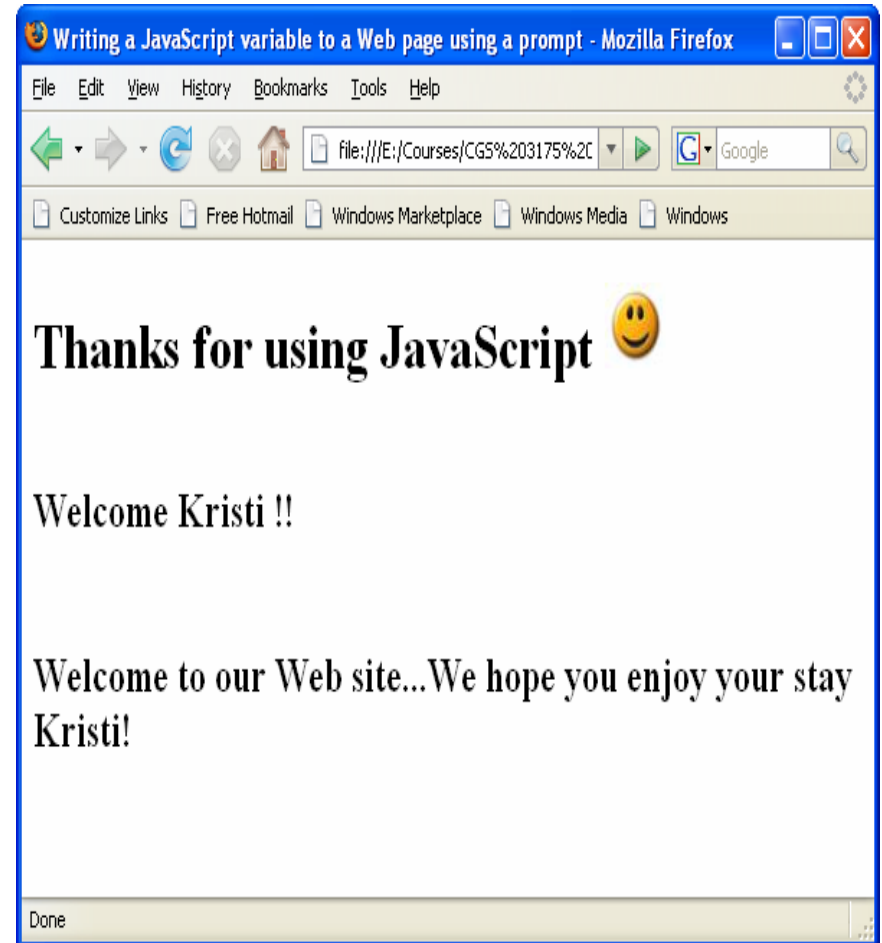 Writing a JavaScript variable to a Web page using a prompt - Mozilla Firefox
File Edit View History Bookmarks Tools Help
file:///E:/Courses/CGS%203175%2C G Google
Customize Links Free Hotmail Windows Marketplace Windows Media Windows
Thanks for using JavaScript
Welcome Kristi !!
Welcome to our Web site...We hope you enjoy your stay
Kristi!
Done